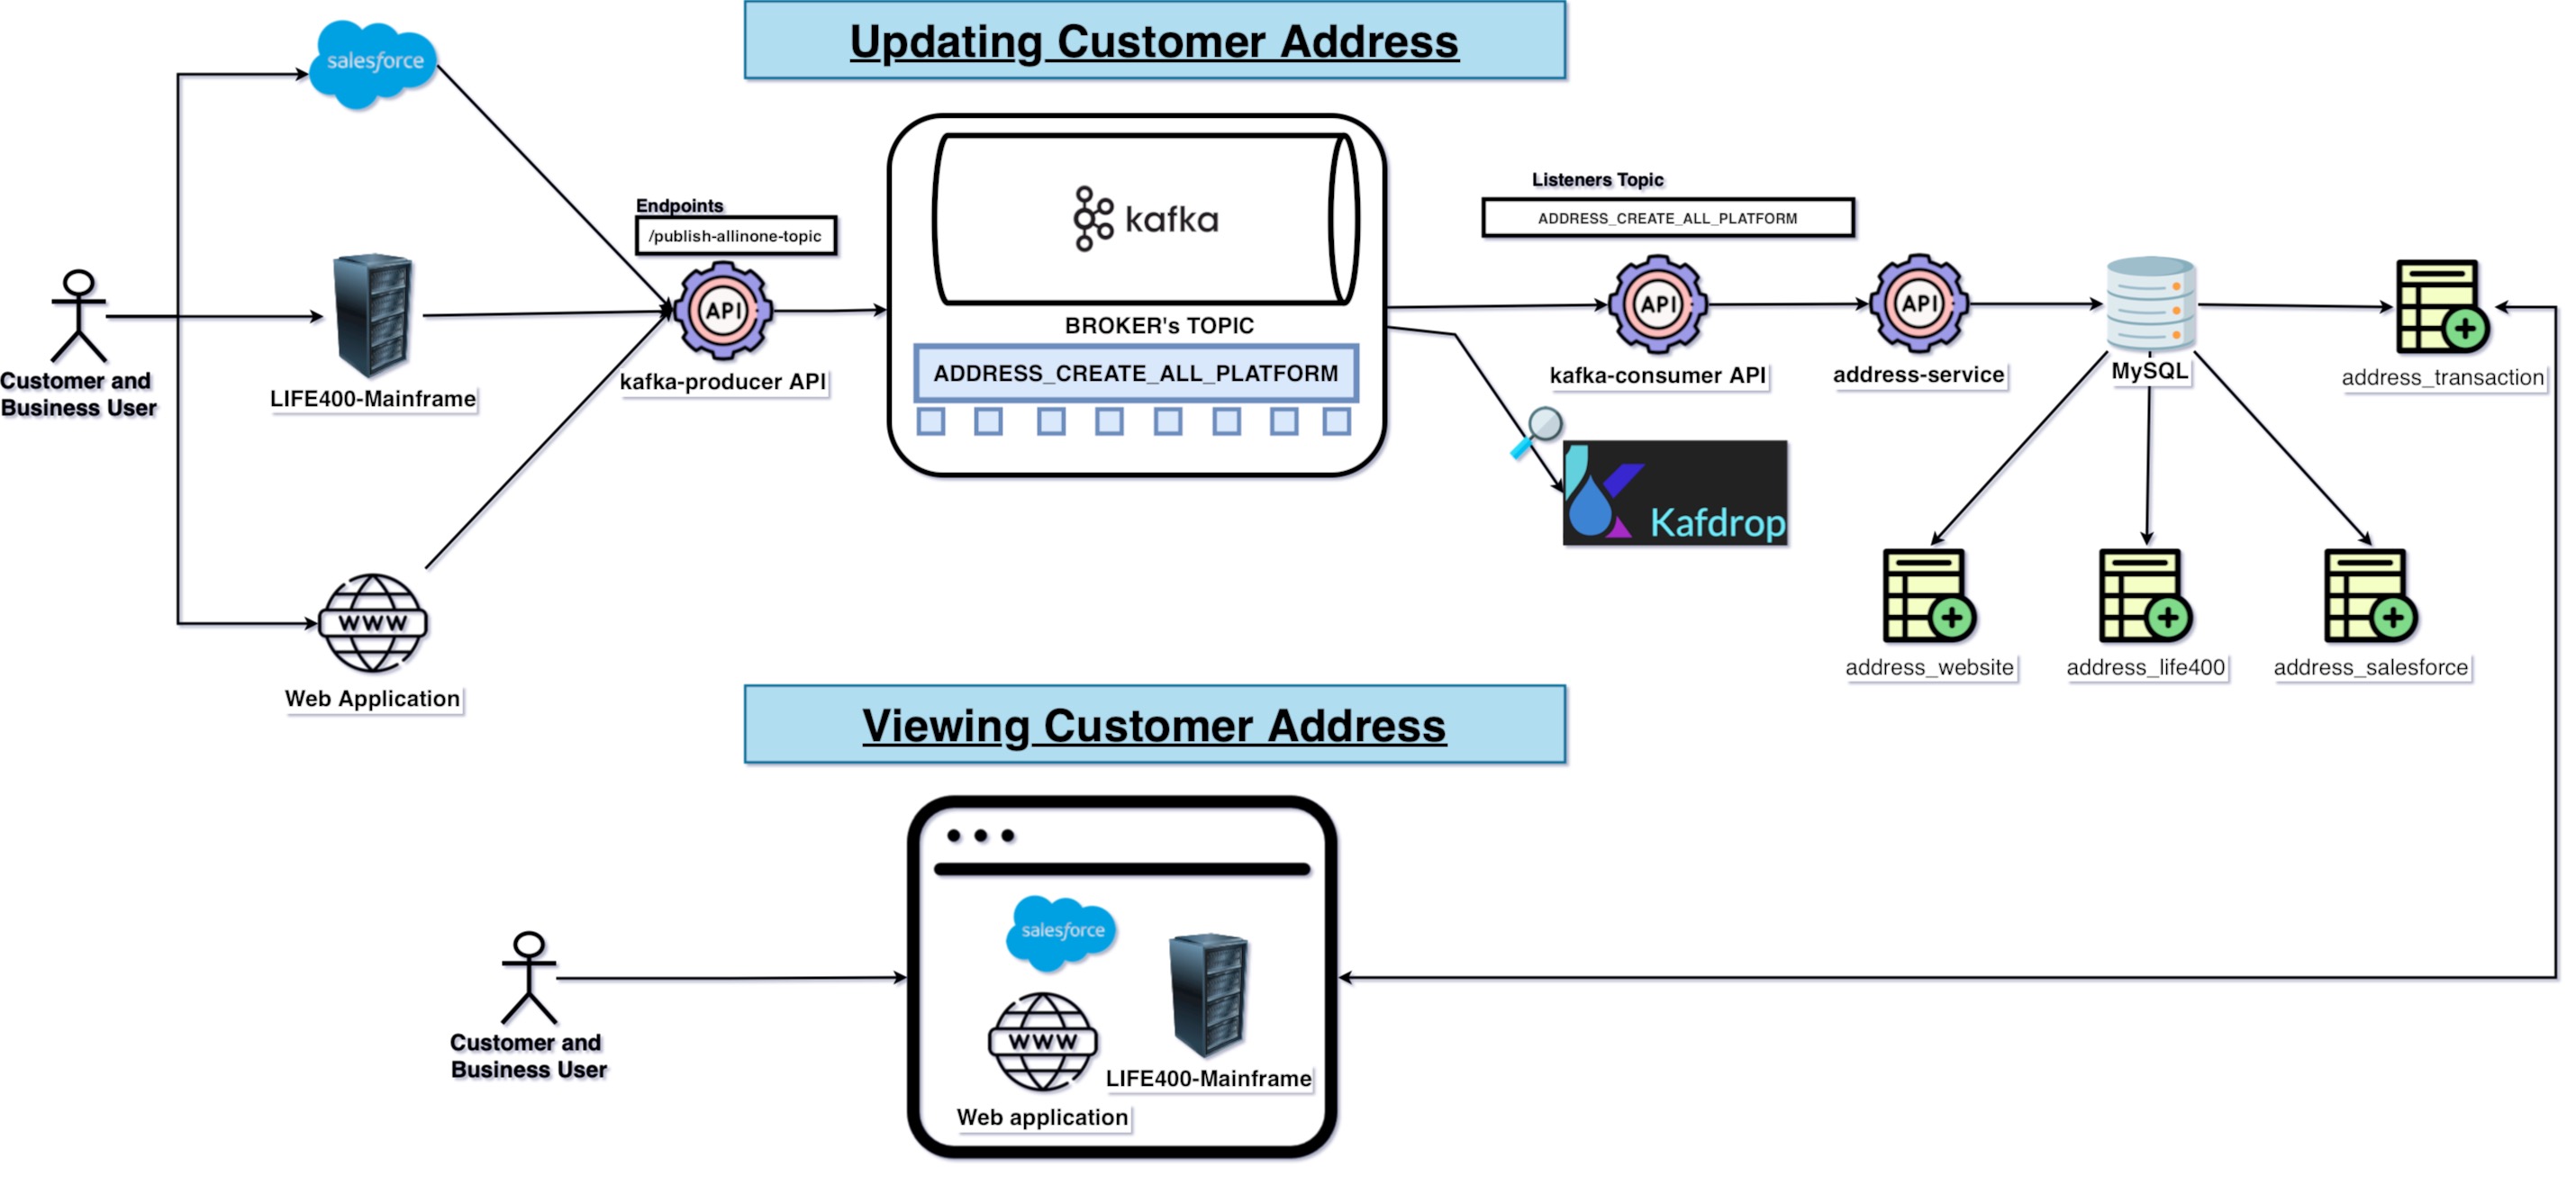 Updating Customer Address
salesforce
Endpoints
/publish-allinone-topic
API
kafka-producer API
Customer and
Business User
LIFE400-Mainframe
WWW
Web Application
kafka
BROKER's TOPIC
ADDRESS_CREATE_ALL_PLATFORM
Listeners Topic
ADDRESS_CREATE_ALL_PLATFORM
API
kafka-consumer API
API
address-service
MySQL
address_transaction
Kafdrop
address_website
address_life400
address_salesforce
Viewing Customer Address
Customer and
Business User
salesforce
WWW
LIFE400-Mainframe
Web application